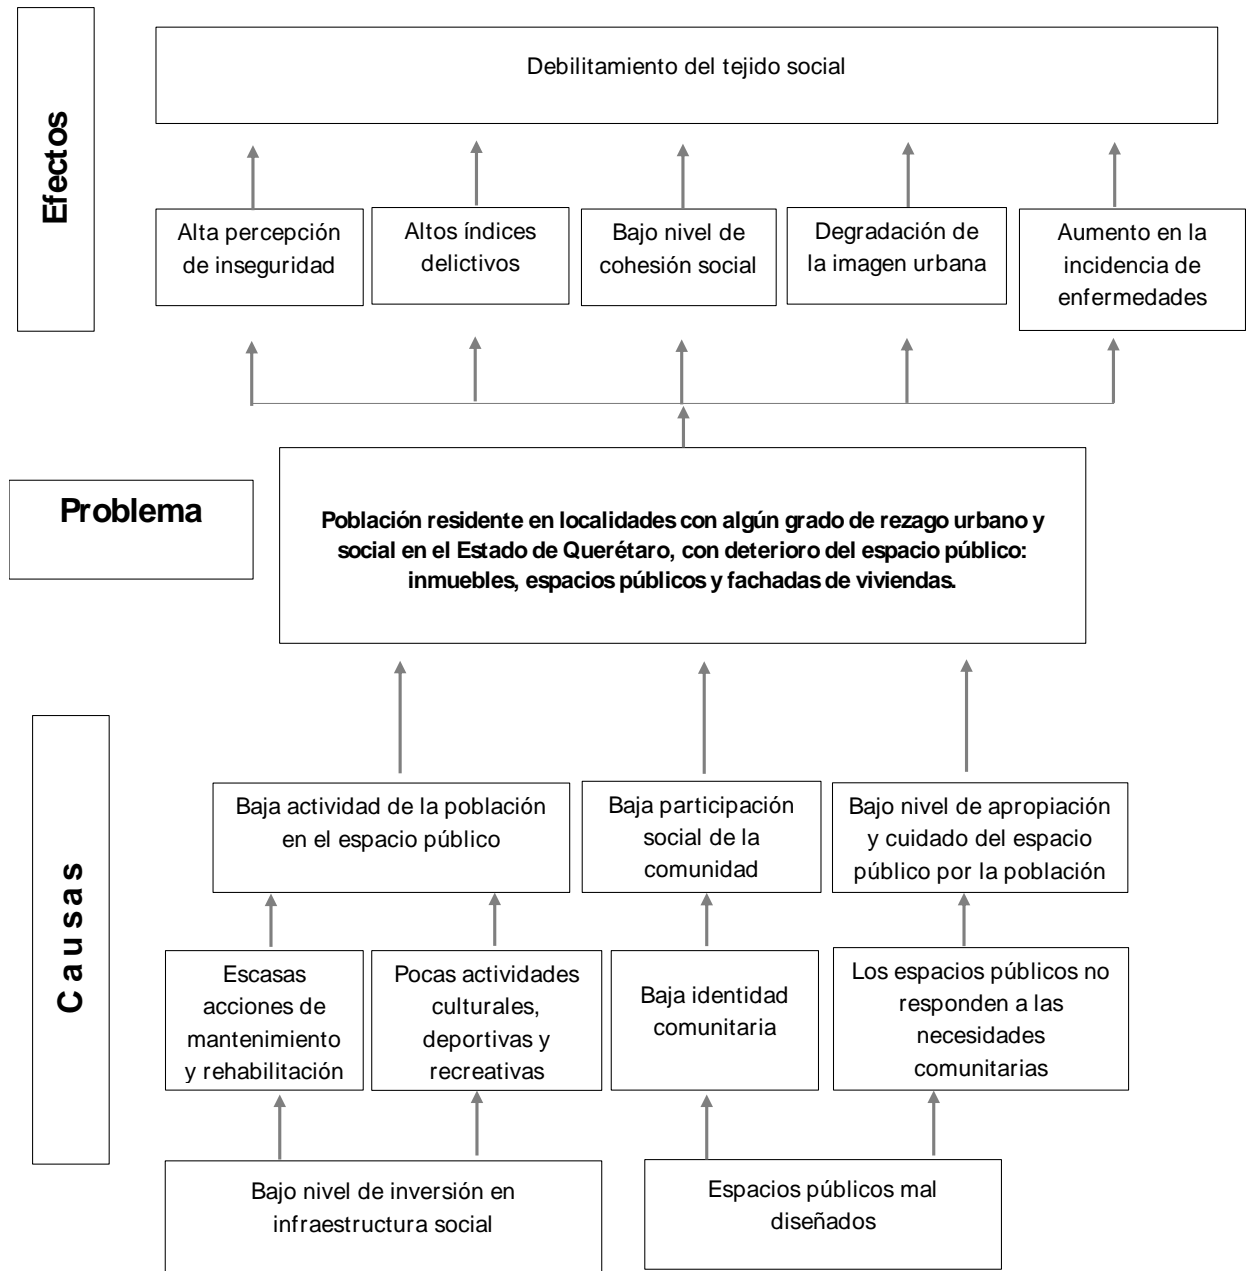 Efectos
Debilitamiento del tejido social
Alta percepción
de inseguridad
Altos índices
delictivos
Bajo nivel de
cohesión social
Degradación de
la imagen urbana
Aumento en la
incidencia de
enfermedades
Problema
Población residente en localidades con algún grado de rezago urbano y
social en el Estado de Querétaro, con deterioro del espacio público:
inmuebles, espacios públicos y fachadas de viviendas.
Causas
Baja actividad de la población
en el espacio público
Baja participación
social de la
comunidad
Bajo nivel de apropiación
y cuidado del espacio
público por la población
Escasas
acciones de
mantenimiento
y rehabilitación
Pocas actividades
culturales,
deportivas y
recreativas
Baja identidad
comunitaria
Los espacios públicos no
responden a las
necesidades
comunitarias
Bajo nivel de inversión en
infraestructura social
Espacios públicos mal
diseñados